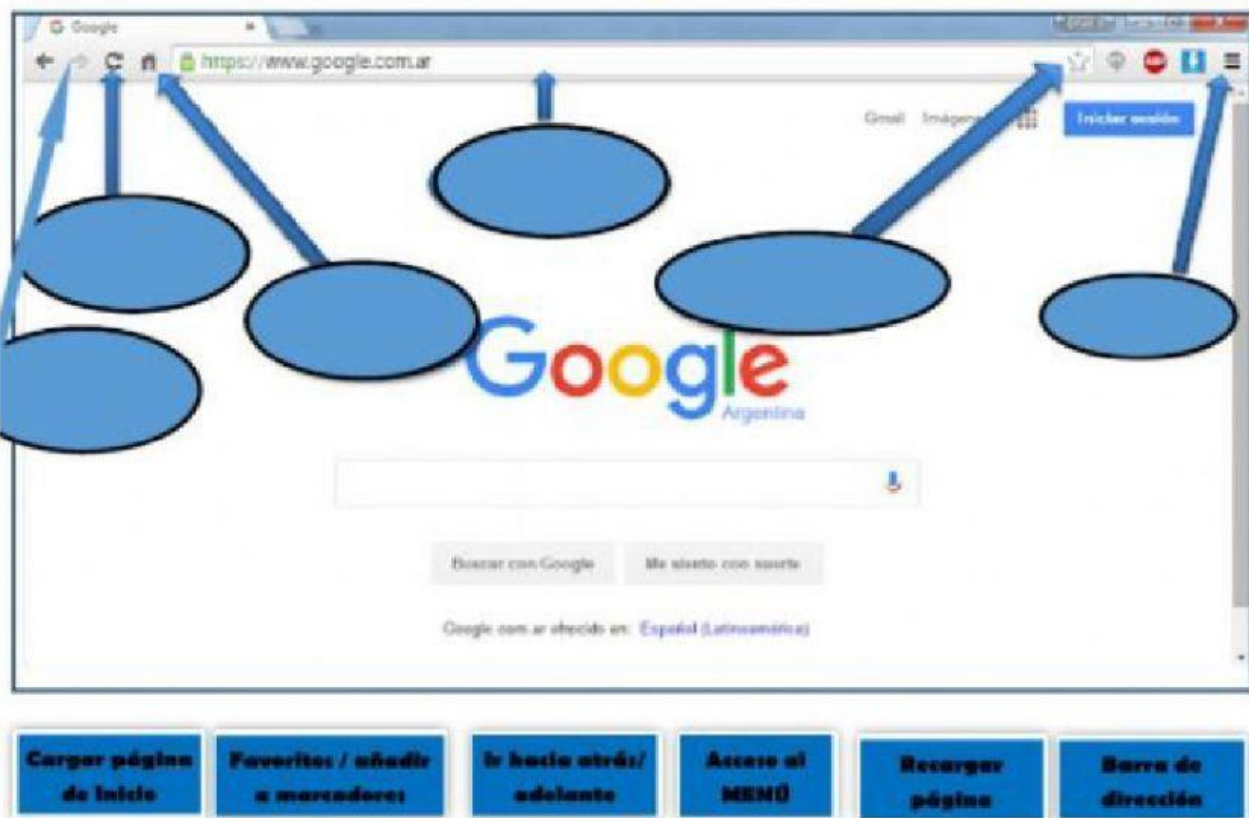 Google
https://www.google.com.ar
Gmail
Iniciar sesión
Google
Argentina
Buscar con Google
Me siento con suerte
Google.com.ar ofrecido en: Español (Latinoamérica)
Cargar página
de Inicio
Favoritos / añadir
a marcadores
Ir hacia atrás/
adelante
Acceso al
MENÚ
Recargar
página
Barra de
dirección